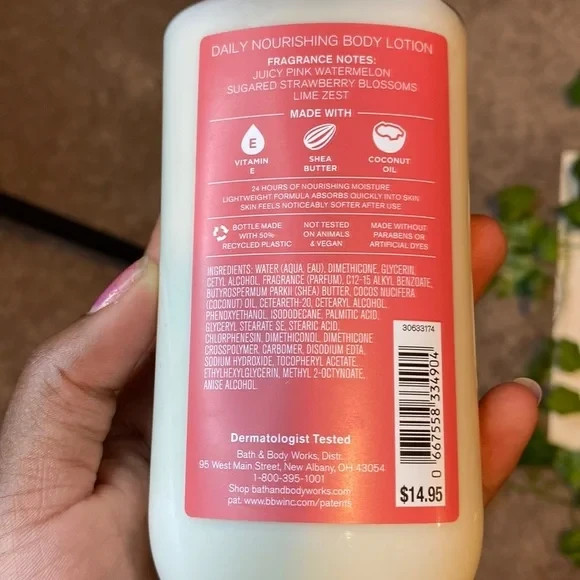 DAILY NOURISHING BODY LOTION
FRAGRANCE NOTES:
JUICY PINK WATERMELON
SUGARED STRAWBERRY BLOSSOMS
LIME ZEST
MADE WITH
E
VITAMIN
E
SHEA
BUTTER
COCONUT
OIL
24 HOURS OF NOURISHING MOISTURE
LIGHTWEIGHT FORMULA ABSORBS QUICKLY INTO SKIN
SKIN FEELS NOTICEABLY SOFTER AFTER USE
BOTTLE MADE
WITH 50%
RECYCLED PLASTIC
NOT TESTED
ON ANIMALS
& VEGAN
MADE WITHOUT
PARABENS OR
ARTIFICIAL DYES
INGREDIENTS: WATER (AQUA, EAU), DIMETHICONE, GLYCERIN,
CETYL ALCOHOL, FRAGRANCE (PARFUM), C12-15 ALKYL BENZOATE,
BUTYROSPERMUM PARKII (SHEA) BUTTER, COCOS NUCIFERA
(COCONUT) OIL, CETEARETH-20, CETEARYL ALCOHOL,
PHENOXYETHANOL, ISODODECANE, PALMITIC ACID,
GLYCERYL STEARATE SE, STEARIC ACID,
CHLORPHENESIN, DIMETHICONOL, DIMETHICONE
CROSSPOLYMER, CARBOMER, DISODIUM EDTA,
SODIUM HYDROXIDE, TOCOPHERYL ACETATE,
ETHYLHEXYLGLYCERIN, METHYL 2-OCTYNOATE,
ANISE ALCOHOL.
30633174
0 667558 334904
$14.95
Dermatologist Tested
Bath & Body Works, Distr.
95 West Main Street, New Albany, OH 43054
1-800-395-1001
Shop bathandbodyworks.com
pat. www.bbwinc.com/patents